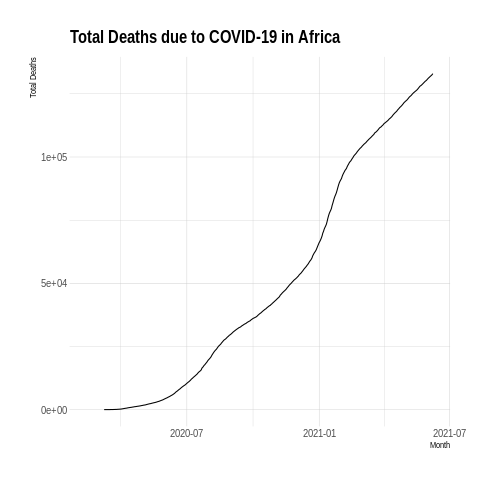 Total Deaths due to COVID-19 in Africa
Total Deaths
1e+05
5e+04
0e+00
2020-07
2021-01
2021-07
Month